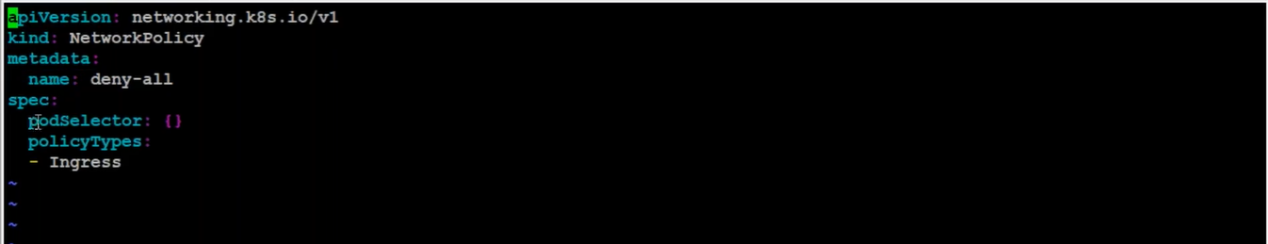 apiVersion: networking.k8s.io/v1
kind: NetworkPolicy
metadata:
  name: deny-all
spec:
  podSelector: {}
  policyTypes:
  - Ingress
~
~
~